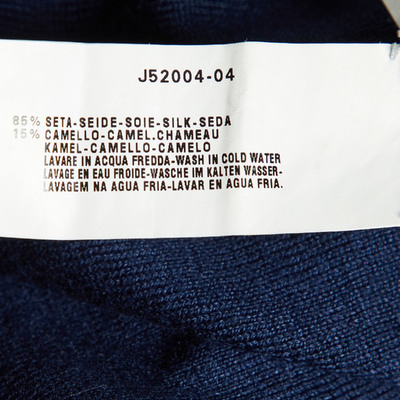 J52004-04
85% SETA-SEIDE-SOIE-SILK-SEDA
15% CAMELLO-CAMEL.CHAMEAU
KAMEL-CAMELLO-CAMELO
LAVARE IN ACQUA FREDDA-WASH IN COLD WATER
LAVAGE EN EAU FROIDE-WASCHE IM KALTEN WASSER-
LAVAGEM NA AGUA FRIA-LAVAR EN AGUA FRIA.